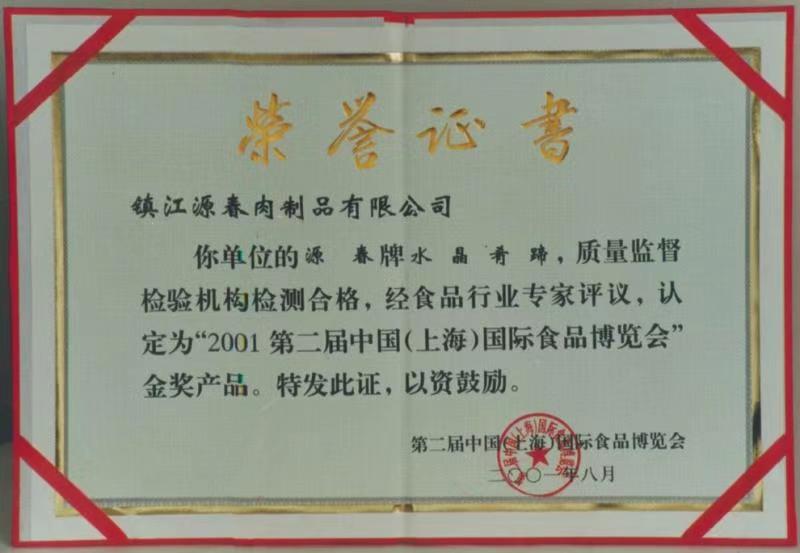 荣誉证书
镇江源春肉制品有限公司
你单位的源 春牌水 晶 肴 蹄，质量监督
检验机构检测合格，经食品行业专家评议，认
定为“2001第二届中国(上海)国际食品博览会”
金奖产品。特发此证，以资鼓励。
第二届中国(上海)国际食品博览会
二〇〇一年八月